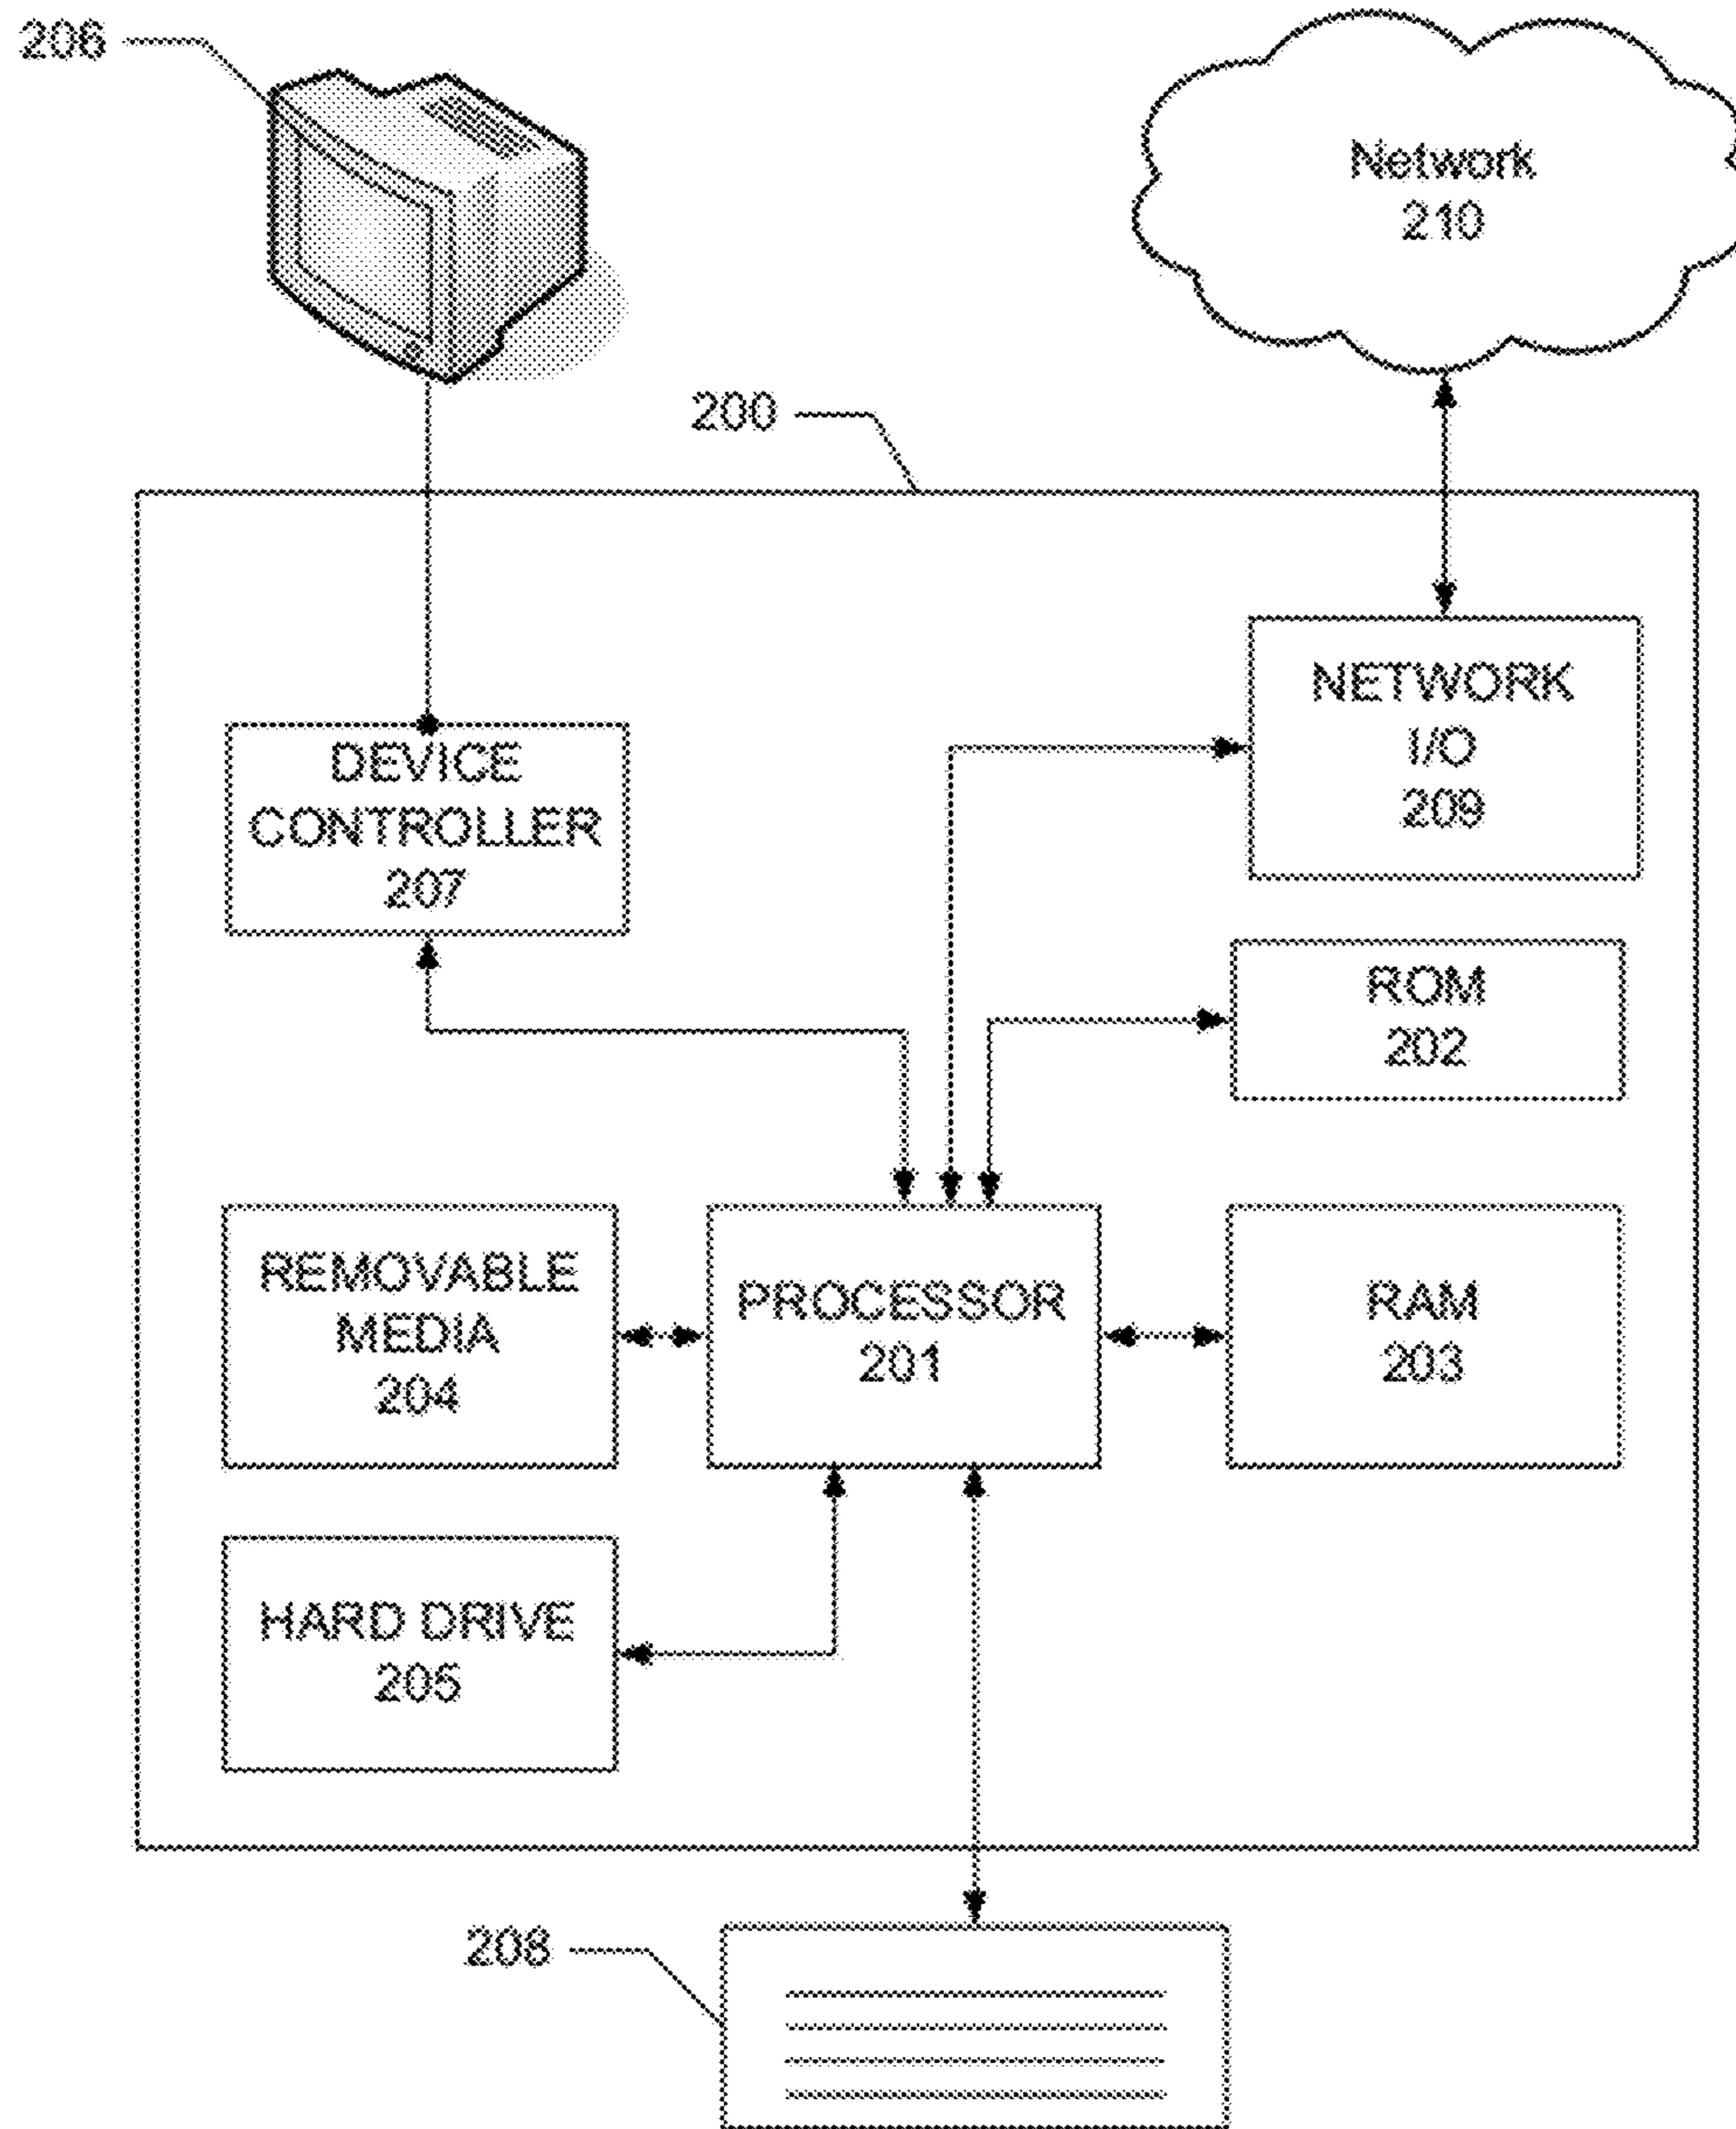 206
Network
210
200
NETWORK
I/O
209
DEVICE
CONTROLLER
207
ROM
202
REMOVABLE
MEDIA
204
PROCESSOR
201
RAM
203
HARD DRIVE
205
208